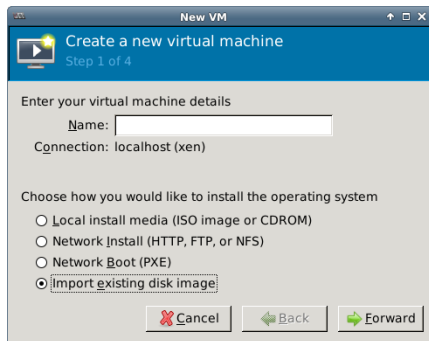 New VM
Create a new virtual machine
Step 1 of 4
Enter your virtual machine details
Name:
Connection: localhost (xen)
Choose how you would like to install the operating system
Local install media (ISO image or CDROM)
Network Install (HTTP, FTP, or NFS)
Network Boot (PXE)
Import existing disk image
Cancel Back Forward